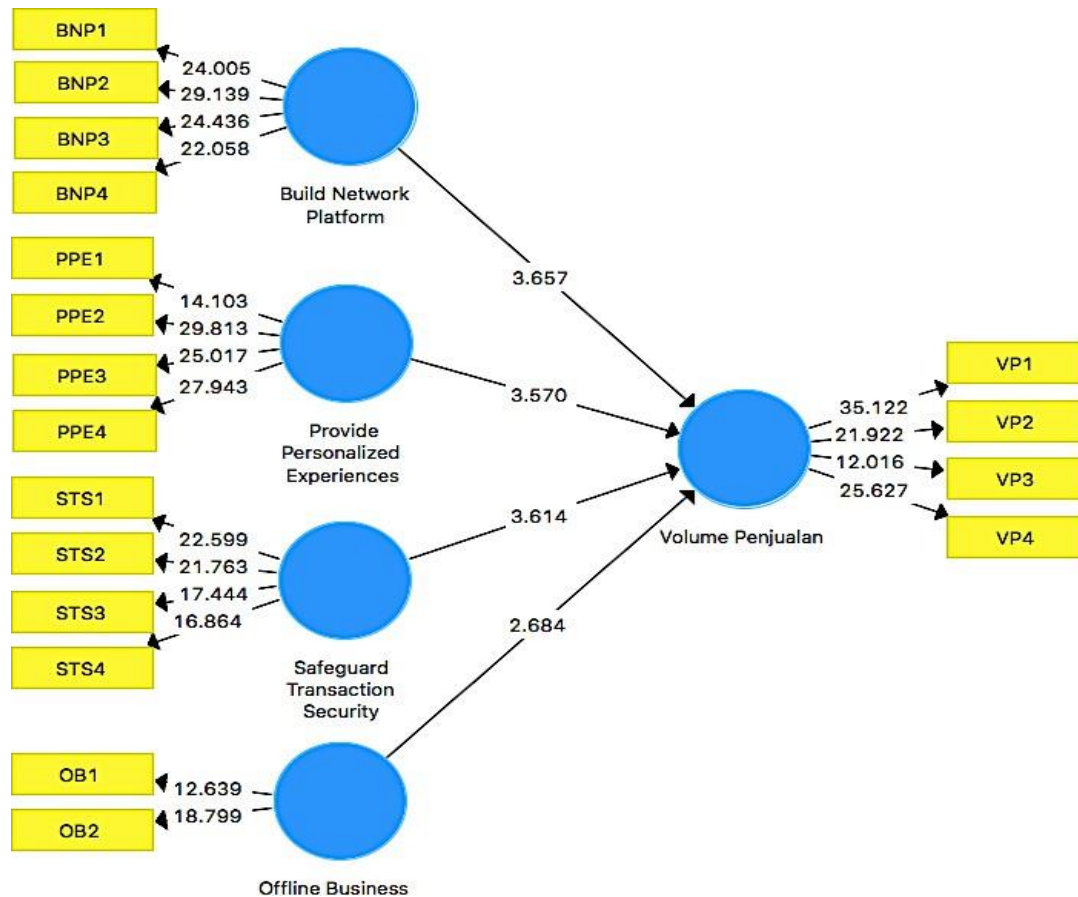 BNP1
24.005
BNP2
29.139
BNP3
24.436
BNP4
22.058
Build Network
Platform
3.657
PPE1
14.103
PPE2
29.813
PPE3
25.017
PPE4
27.943
Provide
Personalized
Experiences
3.570
STS1
22.599
STS2
21.763
STS3
17.444
STS4
16.864
Safeguard
Transaction
Security
3.614
OB1
12.639
OB2
18.799
Offline Business
2.684
Volume Penjualan
35.122
VP1
21.922
VP2
12.016
VP3
25.627
VP4